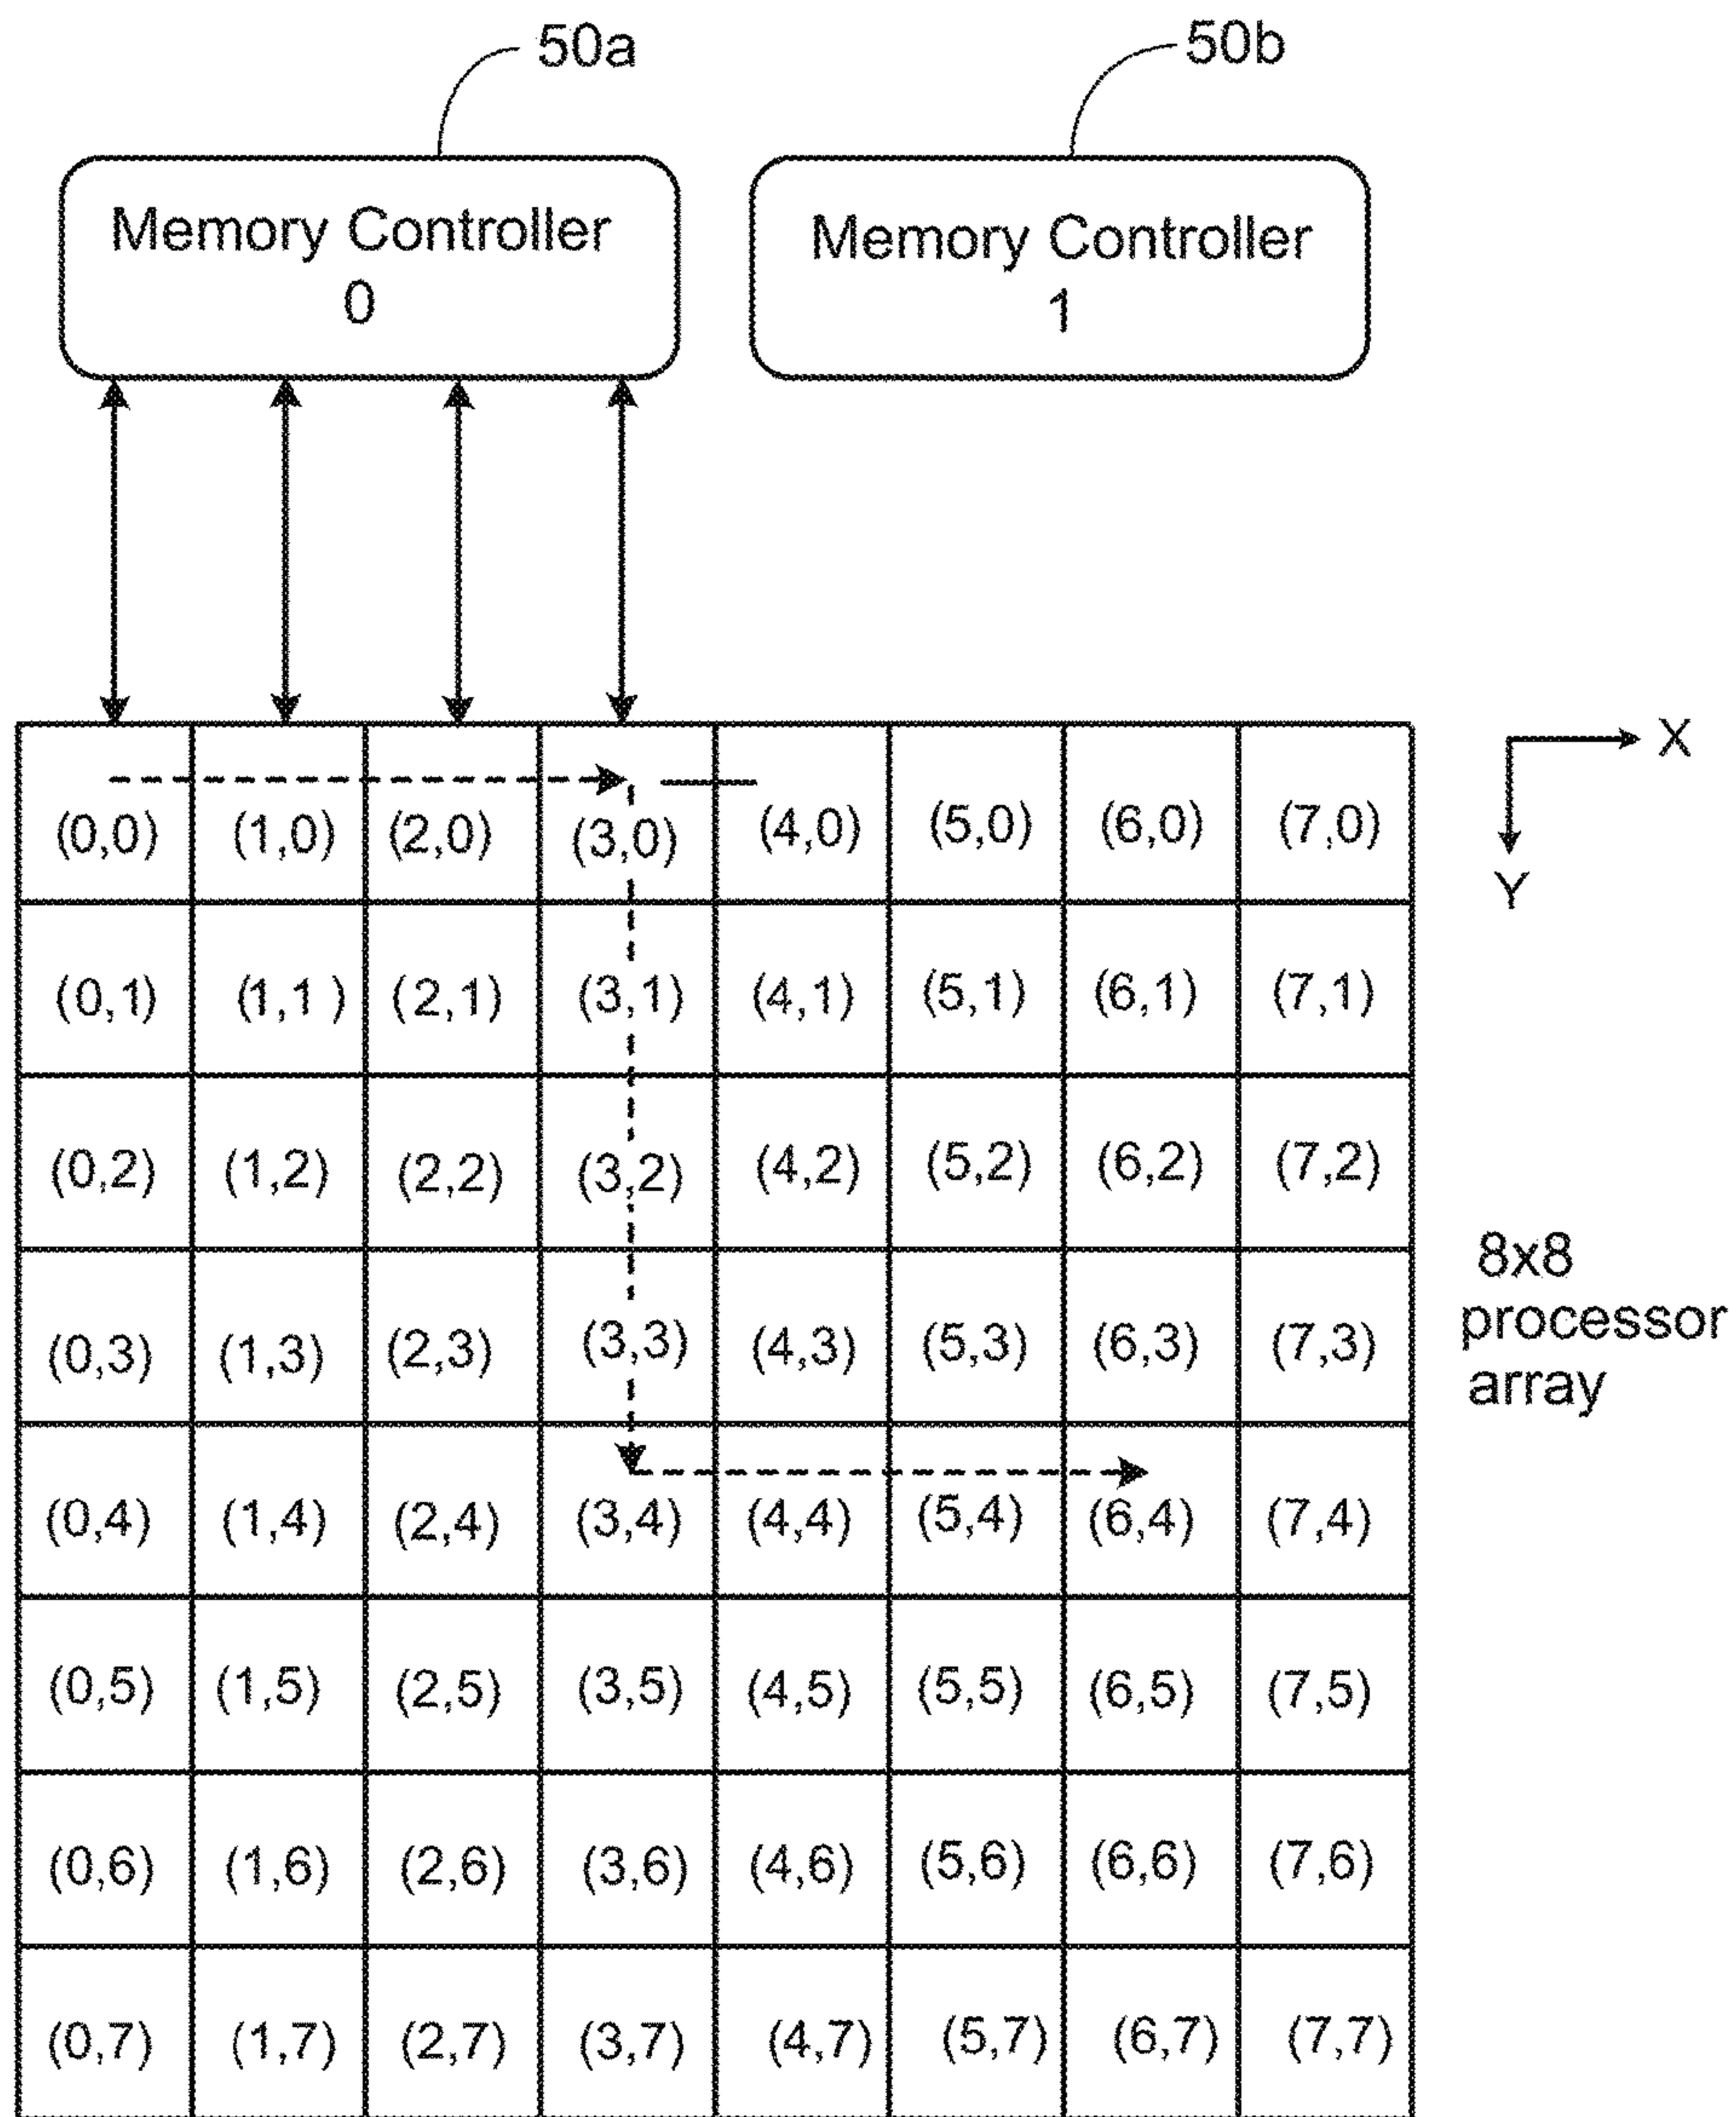 50a 50b
Memory Controller
0
Memory Controller
1
X
Y
(0,0) (1,0) (2,0) (3,0) (4,0) (5,0) (6,0) (7,0)
(0,1) (1,1) (2,1) (3,1) (4,1) (5,1) (6,1) (7,1)
(0,2) (1,2) (2,2) (3,2) (4,2) (5,2) (6,2) (7,2)
8x8
processor
array
(0,3) (1,3) (2,3) (3,3) (4,3) (5,3) (6,3) (7,3)
(0,4) (1,4) (2,4) (3,4) (4,4) (5,4) (6,4) (7,4)
(0,5) (1,5) (2,5) (3,5) (4,5) (5,5) (6,5) (7,5)
(0,6) (1,6) (2,6) (3,6) (4,6) (5,6) (6,6) (7,6)
(0,7) (1,7) (2,7) (3,7) (4,7) (5,7) (6,7) (7,7)